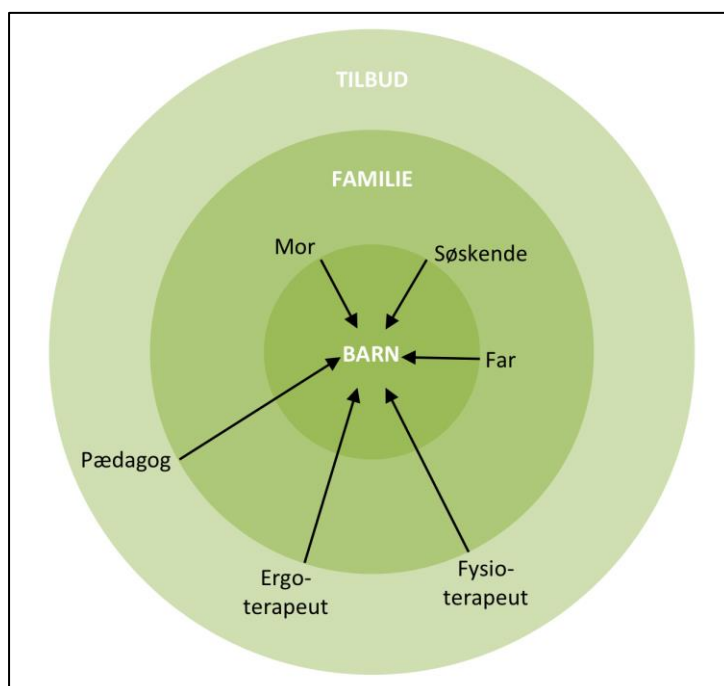 TILBUD
FAMILIE
Mor
Søskende
BARN
Far
Pædagog
Ergo-
terapeut
Fysio-
terapeut